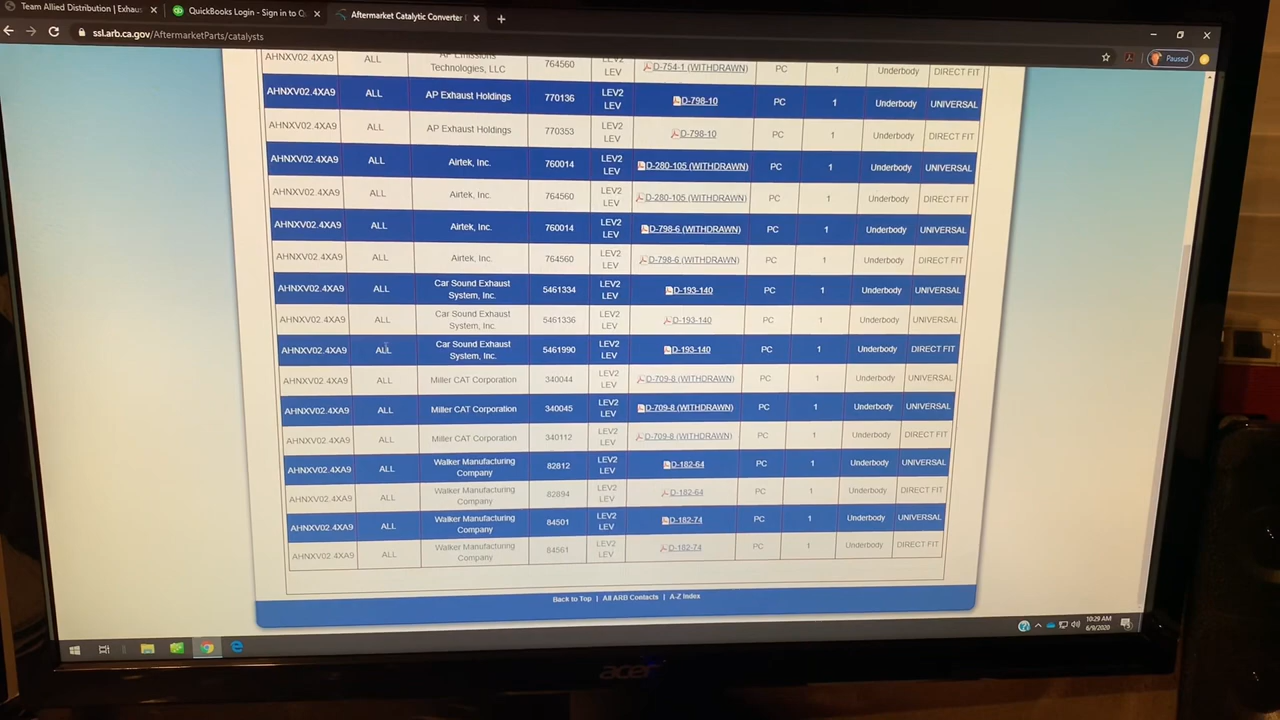 Team Allied Distribution | Exhaus
QuickBooks Login - Sign in to Q
Aftermarket Catalytic Converter
ssl.arb.ca.gov/AftermarketParts/catalysts
Paused
AHNXV02.4XA9 ALL AP Emissions Technologies, LLC 764560 LEV2 LEV D-754-1 (WITHDRAWN) PC 1 Underbody DIRECT FIT
AHNXV02.4XA9 ALL AP Exhaust Holdings 770136 LEV2 LEV D-798-10 PC 1 Underbody UNIVERSAL
AHNXV02.4XA9 ALL AP Exhaust Holdings 770353 LEV2 LEV D-798-10 PC 1 Underbody DIRECT FIT
AHNXV02.4XA9 ALL Airtek, Inc. 760014 LEV2 LEV D-280-105 (WITHDRAWN) PC 1 Underbody UNIVERSAL
AHNXV02.4XA9 ALL Airtek, Inc. 764560 LEV2 LEV D-280-105 (WITHDRAWN) PC 1 Underbody DIRECT FIT
AHNXV02.4XA9 ALL Airtek, Inc. 760014 LEV2 LEV D-798-6 (WITHDRAWN) PC 1 Underbody UNIVERSAL
AHNXV02.4XA9 ALL Airtek, Inc. 764560 LEV2 LEV D-798-6 (WITHDRAWN) PC 1 Underbody DIRECT FIT
AHNXV02.4XA9 ALL Car Sound Exhaust System, Inc. 5461334 LEV2 LEV D-193-140 PC 1 Underbody UNIVERSAL
AHNXV02.4XA9 ALL Car Sound Exhaust System, Inc. 5461336 LEV2 LEV D-193-140 PC 1 Underbody UNIVERSAL
AHNXV02.4XA9 ALL Car Sound Exhaust System, Inc. 5461990 LEV2 LEV D-193-140 PC 1 Underbody DIRECT FIT
AHNXV02.4XA9 ALL Miller CAT Corporation 340044 LEV2 LEV D-709-8 (WITHDRAWN) PC 1 Underbody UNIVERSAL
AHNXV02.4XA9 ALL Miller CAT Corporation 340045 LEV2 LEV D-709-8 (WITHDRAWN) PC 1 Underbody UNIVERSAL
AHNXV02.4XA9 ALL Miller CAT Corporation 340112 LEV2 LEV D-709-8 (WITHDRAWN) PC 1 Underbody DIRECT FIT
AHNXV02.4XA9 ALL Walker Manufacturing Company 82812 LEV2 LEV D-182-64 PC 1 Underbody UNIVERSAL
AHNXV02.4XA9 ALL Walker Manufacturing Company 82894 LEV2 LEV D-182-64 PC 1 Underbody DIRECT FIT
AHNXV02.4XA9 ALL Walker Manufacturing Company 84501 LEV2 LEV D-182-74 PC 1 Underbody UNIVERSAL
AHNXV02.4XA9 ALL Walker Manufacturing Company 84561 LEV2 LEV D-182-74 PC 1 Underbody DIRECT FIT
Back to Top | All ARB Contacts | A-Z Index
10:29 AM
6/9/2020
acer